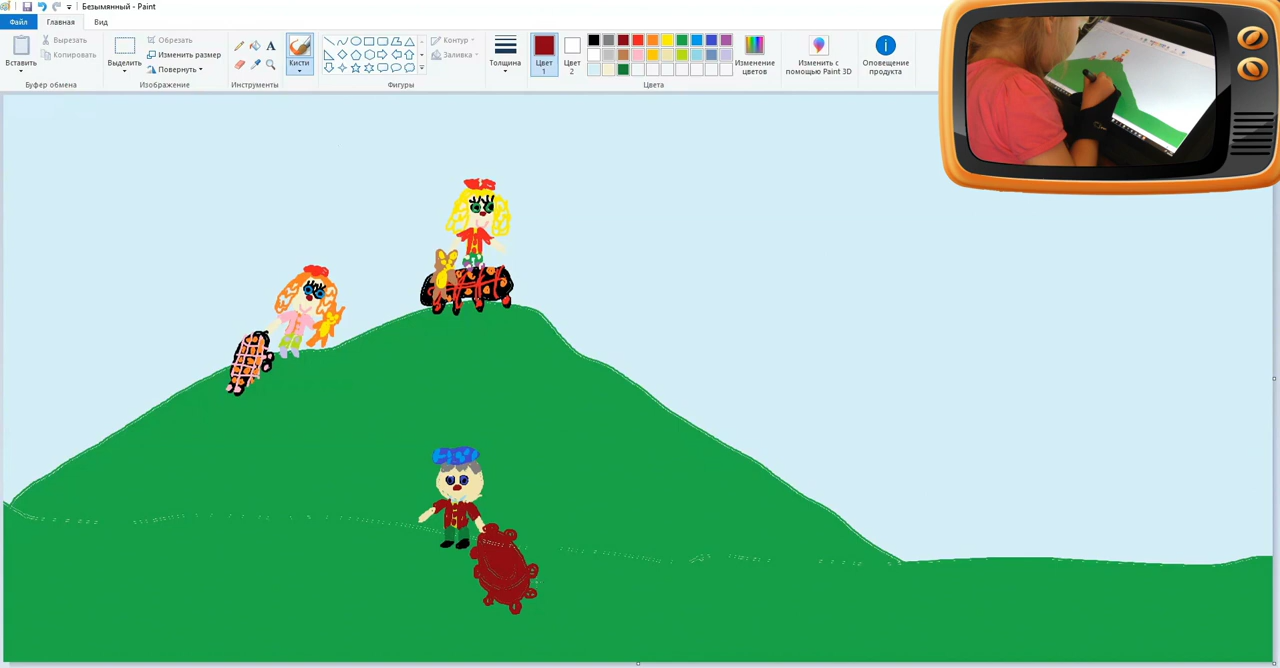 Безымянный - Paint
Файл Главная Вид
Вставить
Вырезать
Копировать
Буфер обмена
Выделить
Обрезать
Изменить размер
Повернуть
Изображение
A
Инструменты
Кисти
Контур
Заливка
Фигуры
Толщина
Цвет 1
Цвет 2
Изменение цветов
Цвета
Изменить с помощью Paint 3D
Оповещение продукта